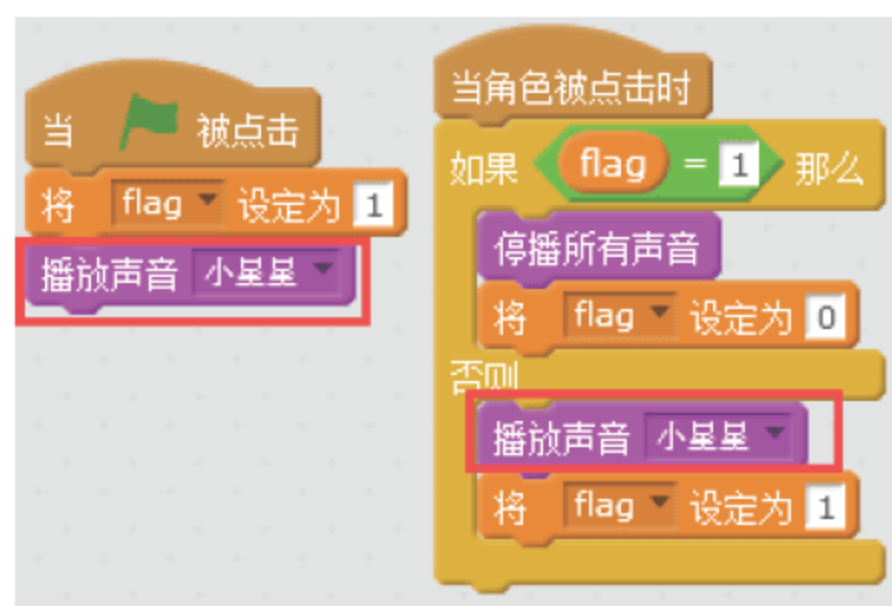 当 被点击
将 flag 设定为 1
播放声音 小星星
当角色被点击时
如果 flag = 1 那么
停播所有声音
将 flag 设定为 0
否则
播放声音 小星星
将 flag 设定为 1